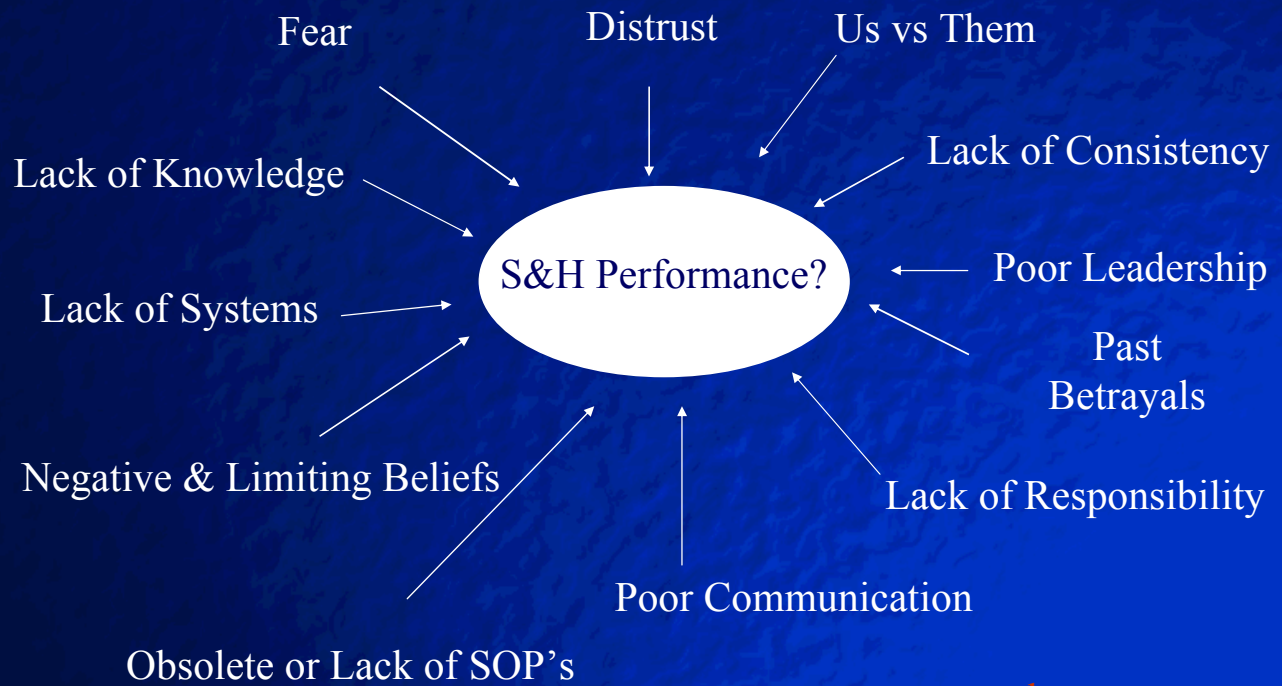 Fear
Distrust
Us vs Them
Lack of Consistency
Lack of Knowledge
S&H Performance?
Poor Leadership
Lack of Systems
Past
Betrayals
Negative & Limiting Beliefs
Lack of Responsibility
Poor Communication
Obsolete or Lack of SOP’s